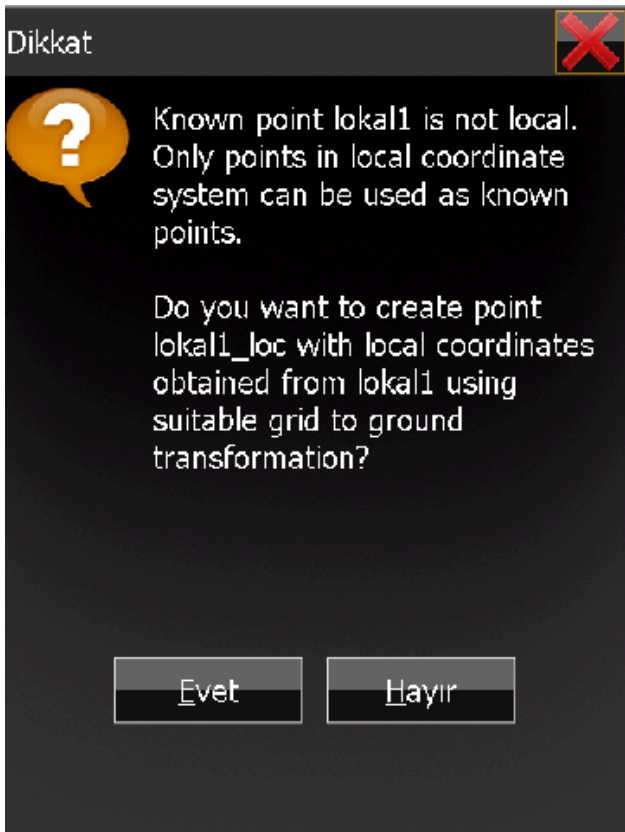 Dikkat
Known point lokal1 is not local.
Only points in local coordinate
system can be used as known
points.
Do you want to create point
lokal1_loc with local coordinates
obtained from lokal1 using
suitable grid to ground
transformation?
Evet
Hayır